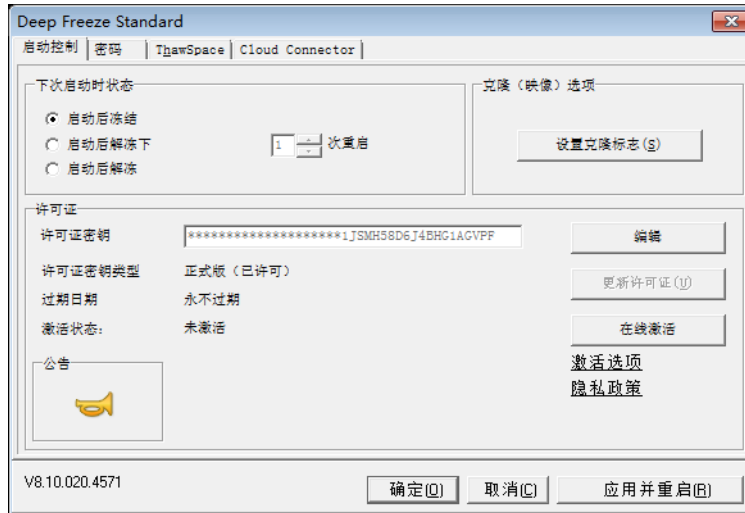 Deep Freeze Standard
启动控制 密码 ThawSpace Cloud Connector
下次启动时状态
启动后冻结
启动后解冻下 1 次重启
启动后解冻
克隆（映像）选项
设置克隆标志(S)
许可证
许可证密钥 ********************1JSMH58D6J4BHG1AGVPF 编辑
许可证密钥类型 正式版（已许可） 更新许可证(U)
过期日期 永不过期
激活状态： 未激活 在线激活
公告
激活选项
隐私政策
V8.10.020.4571 确定(O) 取消(C) 应用并重启(R)